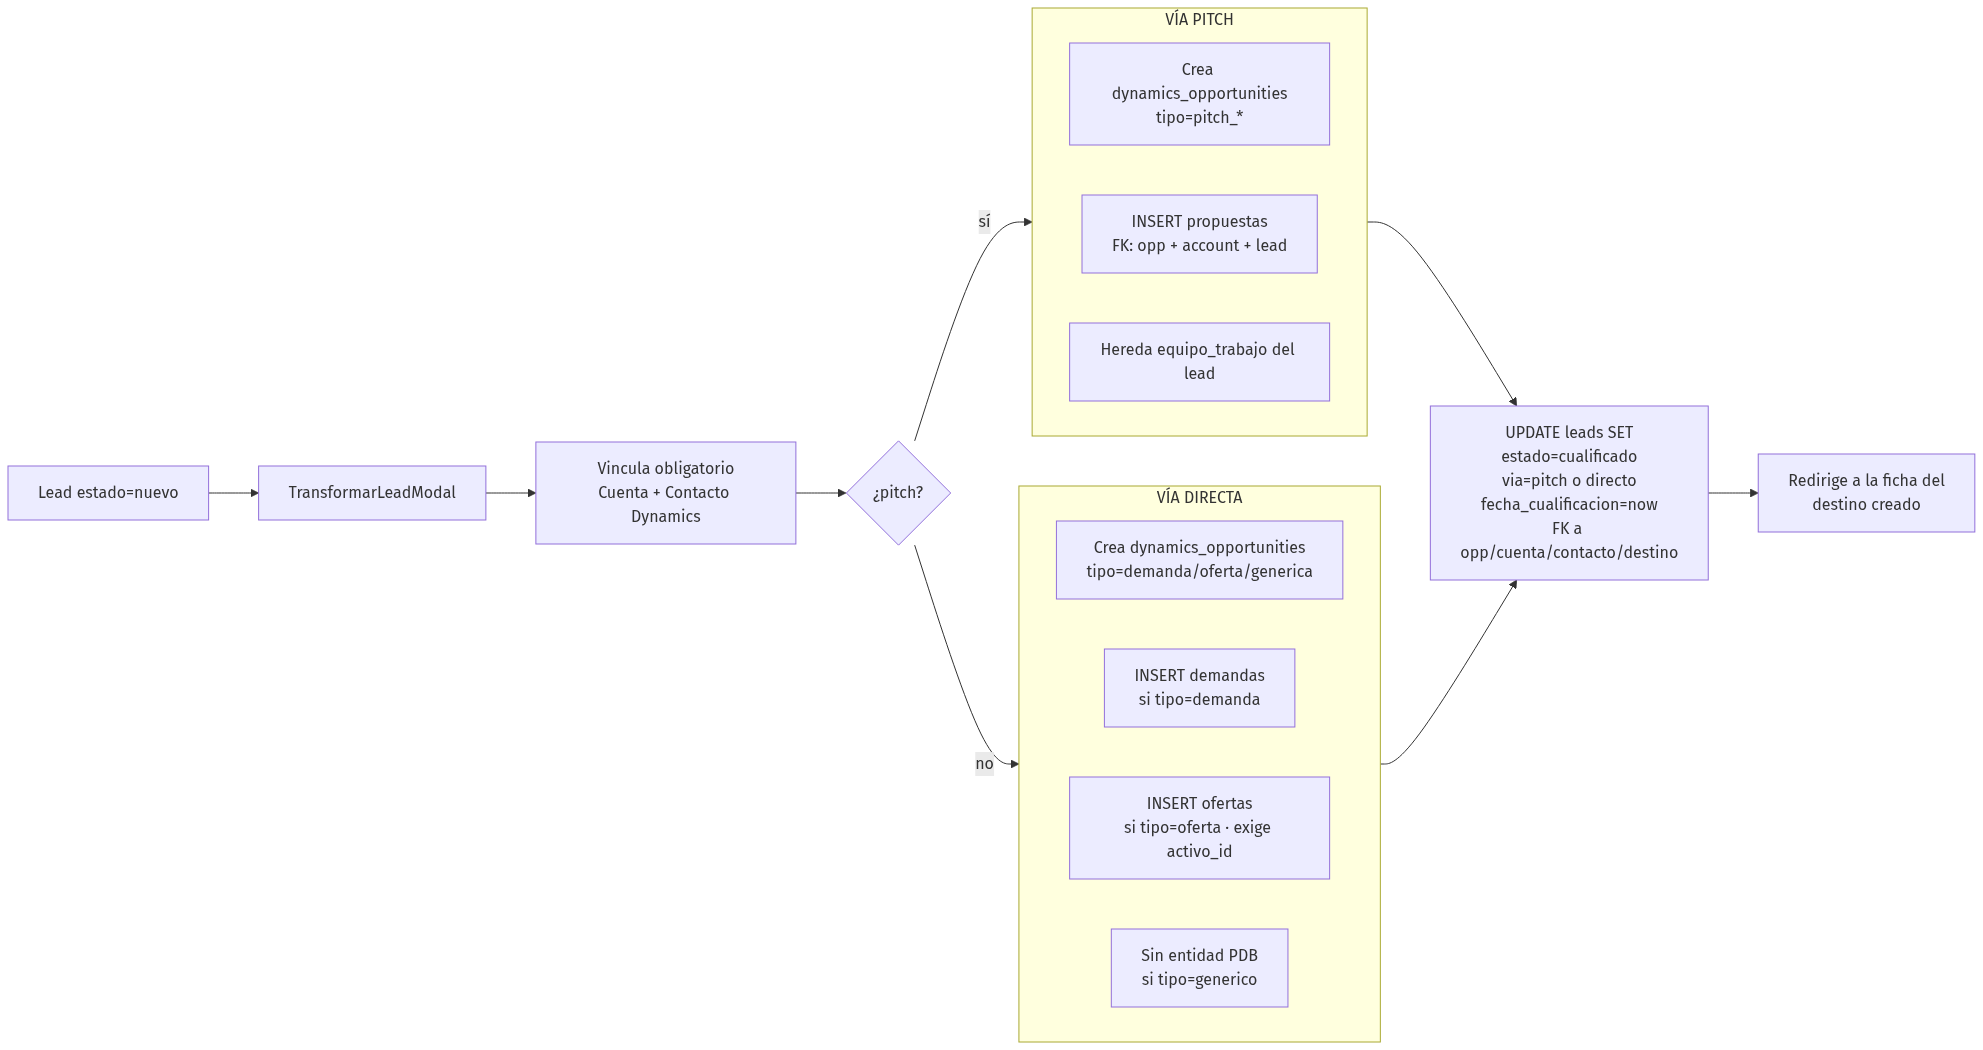 Lead estado=nuevo
TransformarLeadModal
Vincula obligatorio
Cuenta + Contacto
Dynamics
¿pitch?
sí
no
VÍA PITCH
Crea
dynamics_opportunities
tipo=pitch_*
INSERT propuestas
FK: opp + account + lead
Hereda equipo_trabajo del
lead
VÍA DIRECTA
Crea dynamics_opportunities
tipo=demanda/oferta/generica
INSERT demandas
si tipo=demanda
INSERT ofertas
si tipo=oferta · exige
activo_id
Sin entidad PDB
si tipo=generico
UPDATE leads SET
estado=cualificado
via=pitch o directo
fecha_cualificacion=now
FK a
opp/cuenta/contacto/destino
Redirige a la ficha del
destino creado